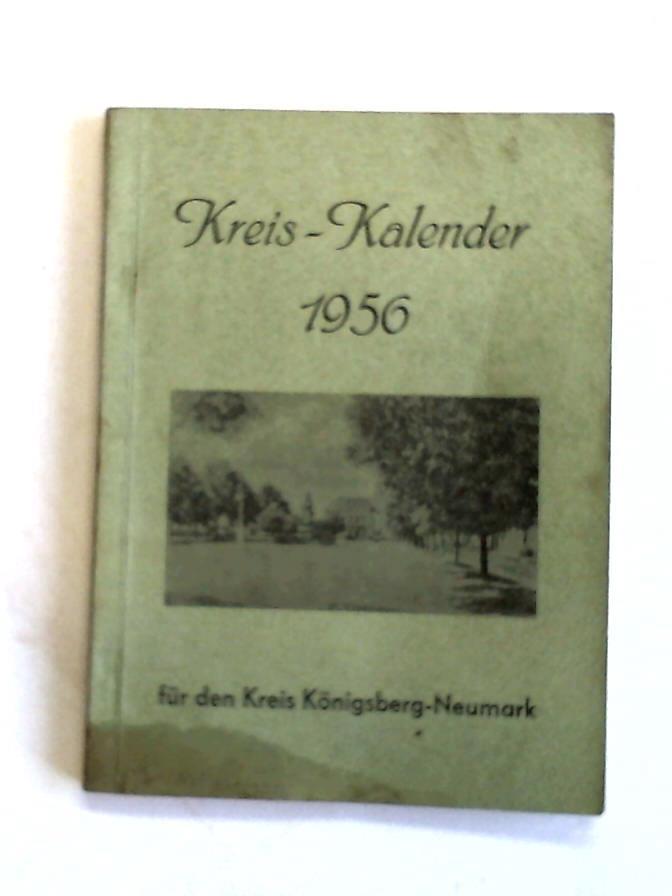 Kreis-Kalender
1956
für den Kreis Königsberg-Neumark